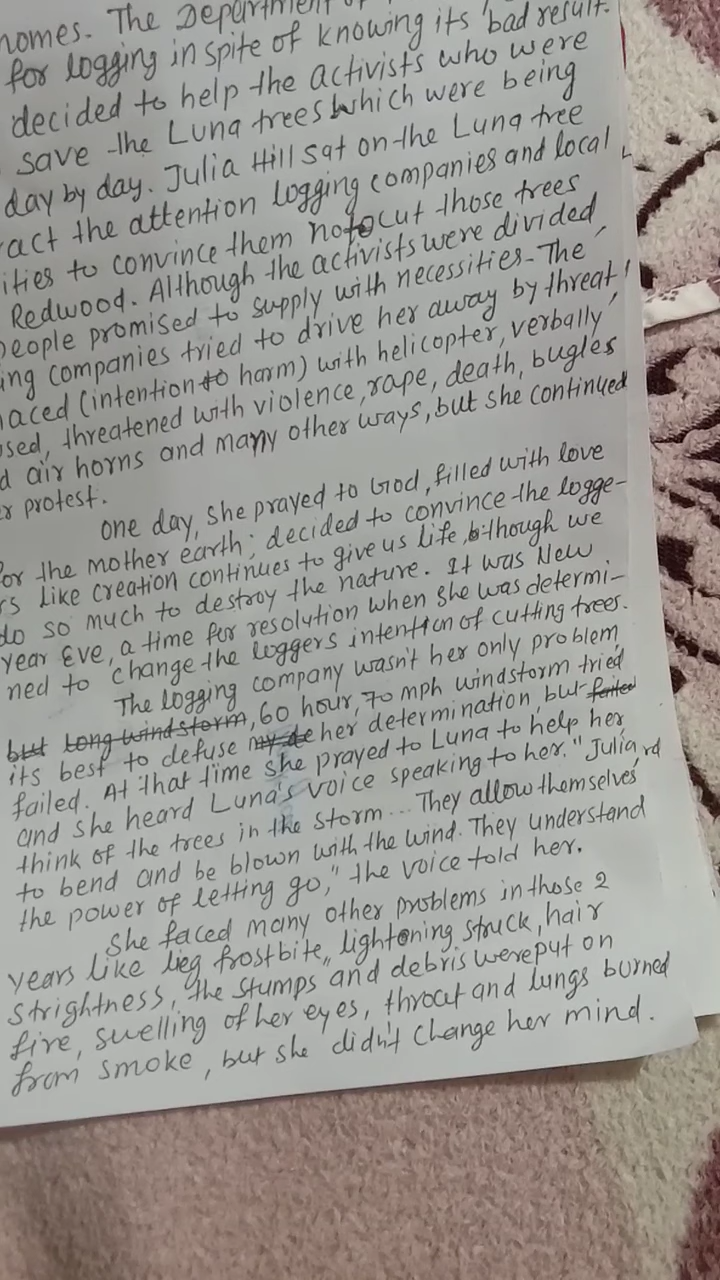 homes. The Department of
for logging in spite of knowing its bad result.
decided to help the activists who were
save the Luna trees which were being
day by day. Julia Hill sat on the Luna tree
ract the attention logging companies and local
ities to convince them not to cut those trees
Redwood. Although the activists were divided,
people promised to supply with necessities. The
ing companies tried to drive her away by threat,
naced (intention to harm) with helicopter, verbally,
used, threatened with violence, rape, death, bugles
d air horns and many other ways, but she continued
er protest.
One day, she prayed to God, filled with love
for the mother earth; decided to convince the logge-
rs like creation continues to give us life, though we
do so much to destroy the nature. It was New
year Eve, a time for resolution when she was determi-
ned to change the loggers intention of cutting trees.
The logging company wasn't her only problem
but long windstorm, 60 hour, 70 mph windstorm tried
its best to defuse my de her determination, but failed
failed. At that time she prayed to Luna to help her
and she heard Luna's voice speaking to her. "Julia,
think of the trees in the storm... They allow themselves
to bend and be blown with the wind. They understand
the power of letting go," the voice told her.
She faced many other problems in those 2
years like leg frostbite, lightening struck, hair
strightness, the stumps and debris were put on
fire, swelling of her eyes, throat and lungs burned
from smoke, but she didn't change her mind.